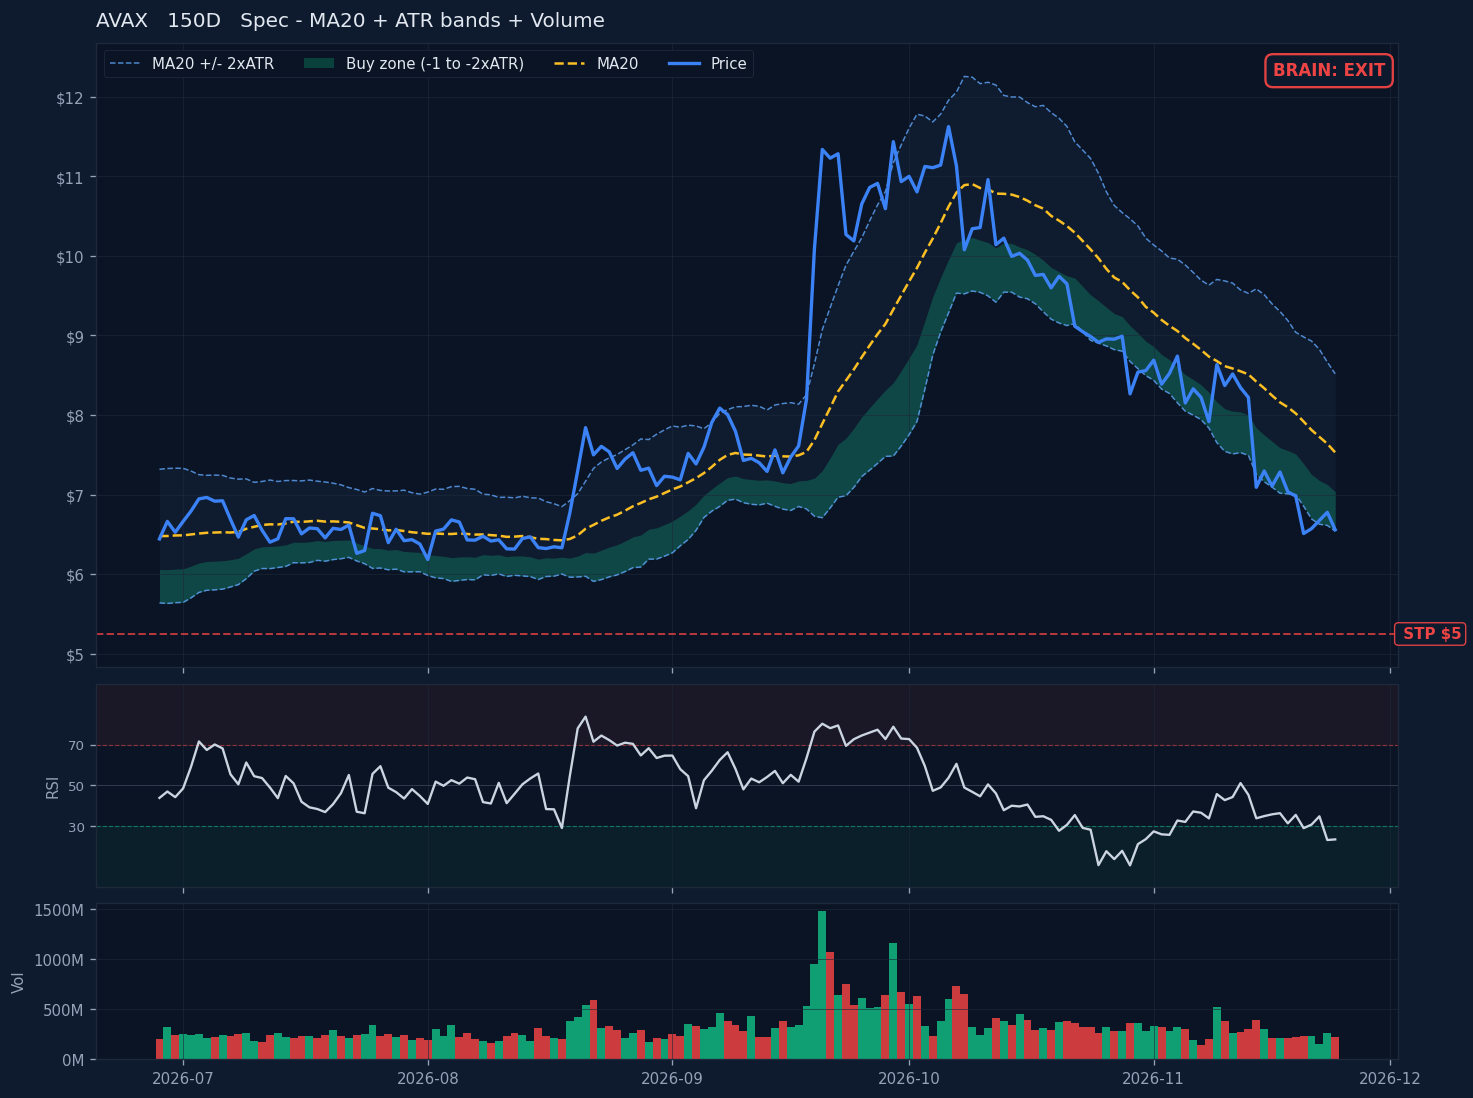 AVAX   150D   Spec - MA20 + ATR bands + Volume
MA20 +/- 2xATR
Buy zone (-1 to -2xATR)
MA20
Price
BRAIN: EXIT
$12
$11
$10
$9
$8
$7
$6
$5
STP $5
RSI
70
50
30
Vol
1500M
1000M
500M
0M
2026-07
2026-08
2026-09
2026-10
2026-11
2026-12